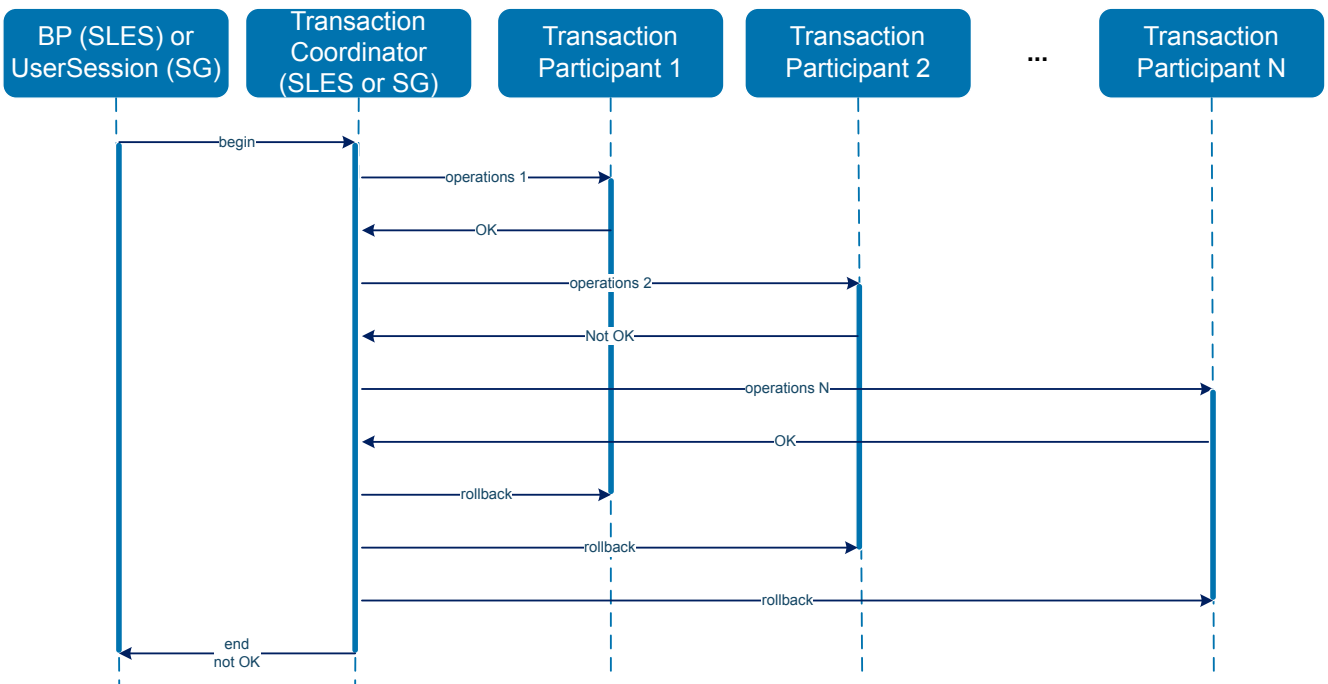 BP (SLES) or
UserSession (SG)
Transaction
Coordinator
(SLES or SG)
Transaction
Participant 1
Transaction
Participant 2
...
Transaction
Participant N
begin
operations 1
OK
operations 2
Not OK
operations N
OK
rollback
rollback
rollback
end
not OK